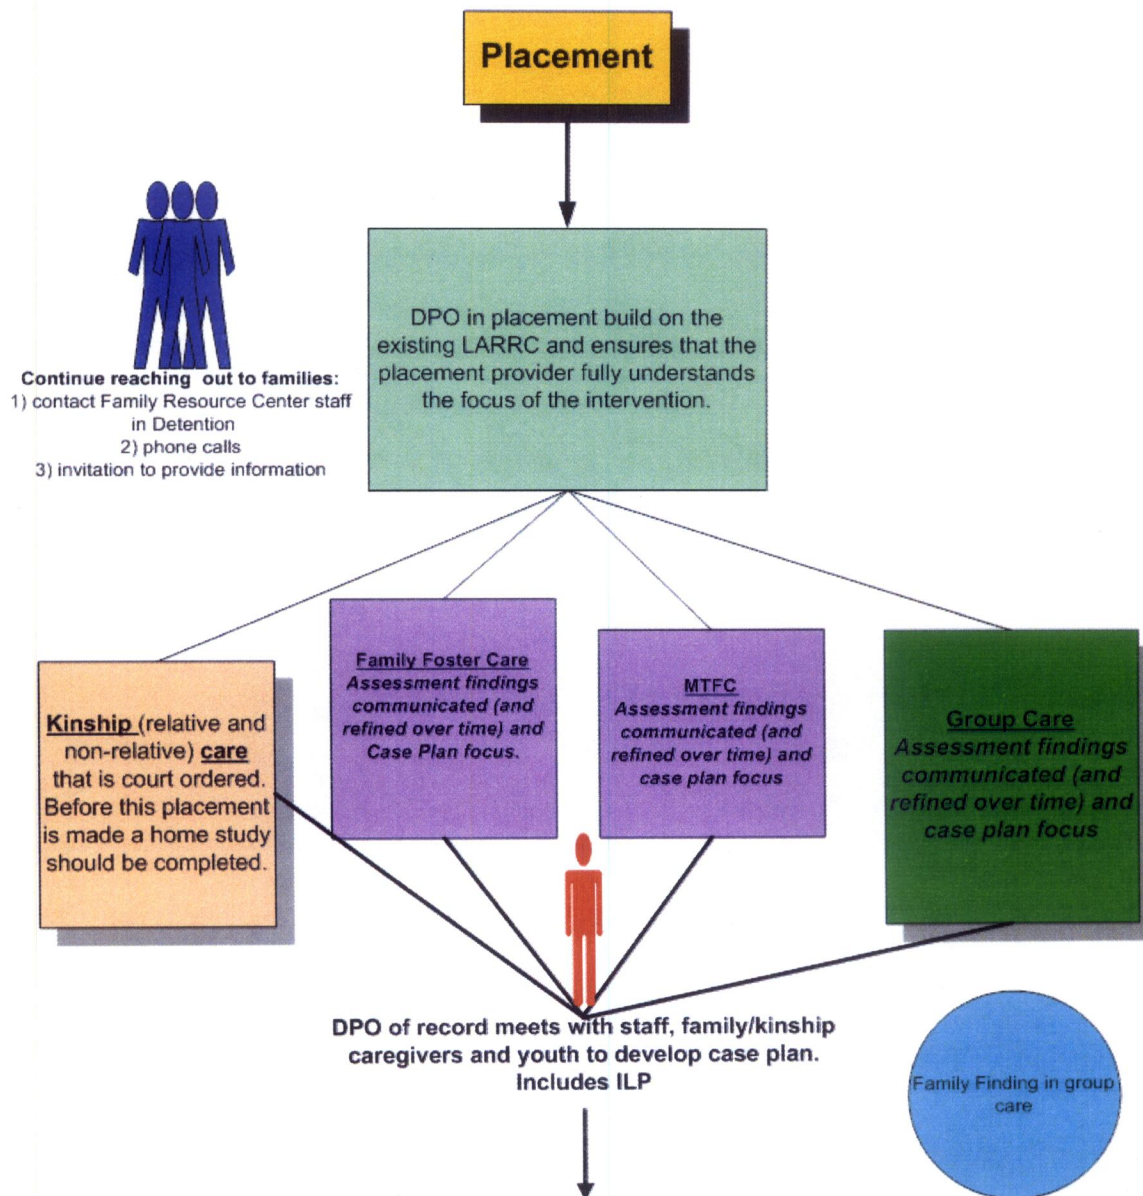 Placement
DPO in placement build on the
existing LARRC and ensures that the
placement provider fully understands
the focus of the intervention.
Continue reaching out to families:
1) contact Family Resource Center staff
in Detention
2) phone calls
3) invitation to provide information
Kinship (relative and
non-relative) care
that is court ordered.
Before this placement
is made a home study
should be completed.
Family Foster Care
Assessment findings
communicated (and
refined over time) and
Case Plan focus.
MTFC
Assessment findings
communicated (and
refined over time) and
case plan focus
Group Care
Assessment findings
communicated (and
refined over time) and
case plan focus
DPO of record meets with staff, family/kinship
caregivers and youth to develop case plan.
Includes ILP
Family Finding in group
care